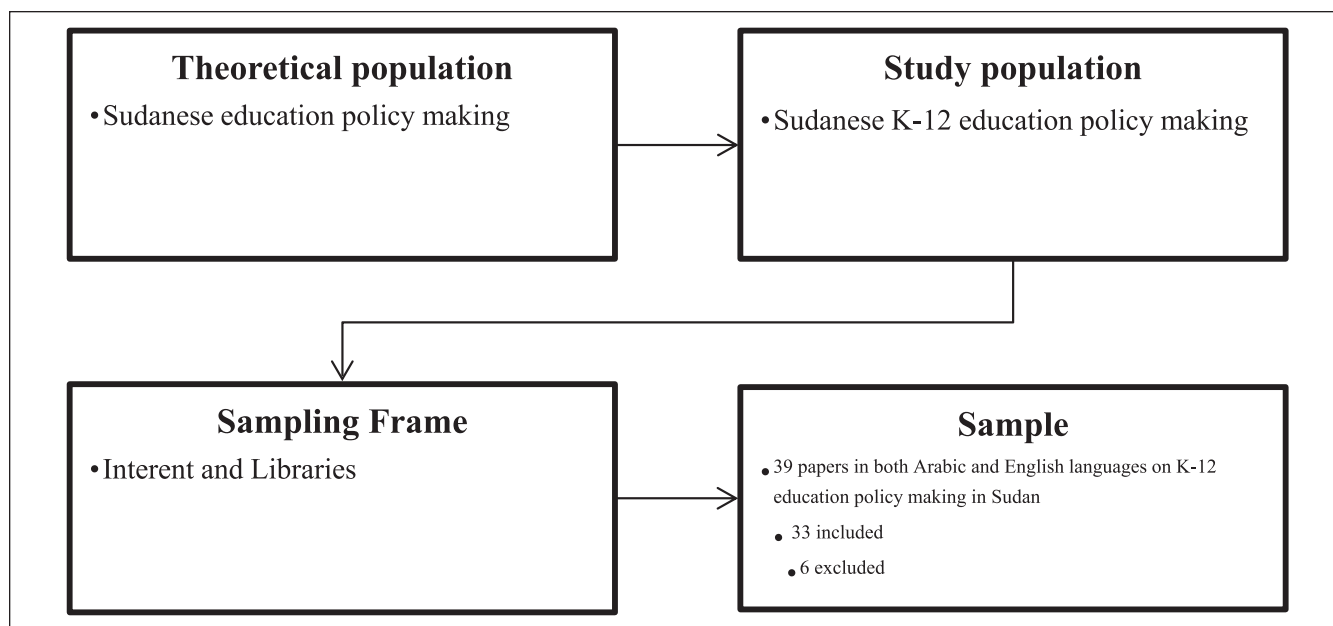 Theoretical population
•Sudanese education policy making
Study population
•Sudanese K-12 education policy making
Sampling Frame
•Interent and Libraries
Sample
• 39 papers in both Arabic and English languages on K-12
education policy making in Sudan
• 33 included
• 6 excluded